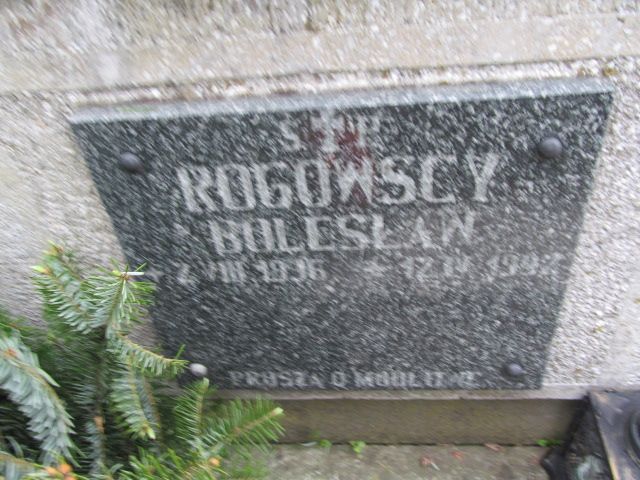 Ś.†P.
ROGOWSCY
BOLESŁAW
PROSZĄ O MODLITWĘ